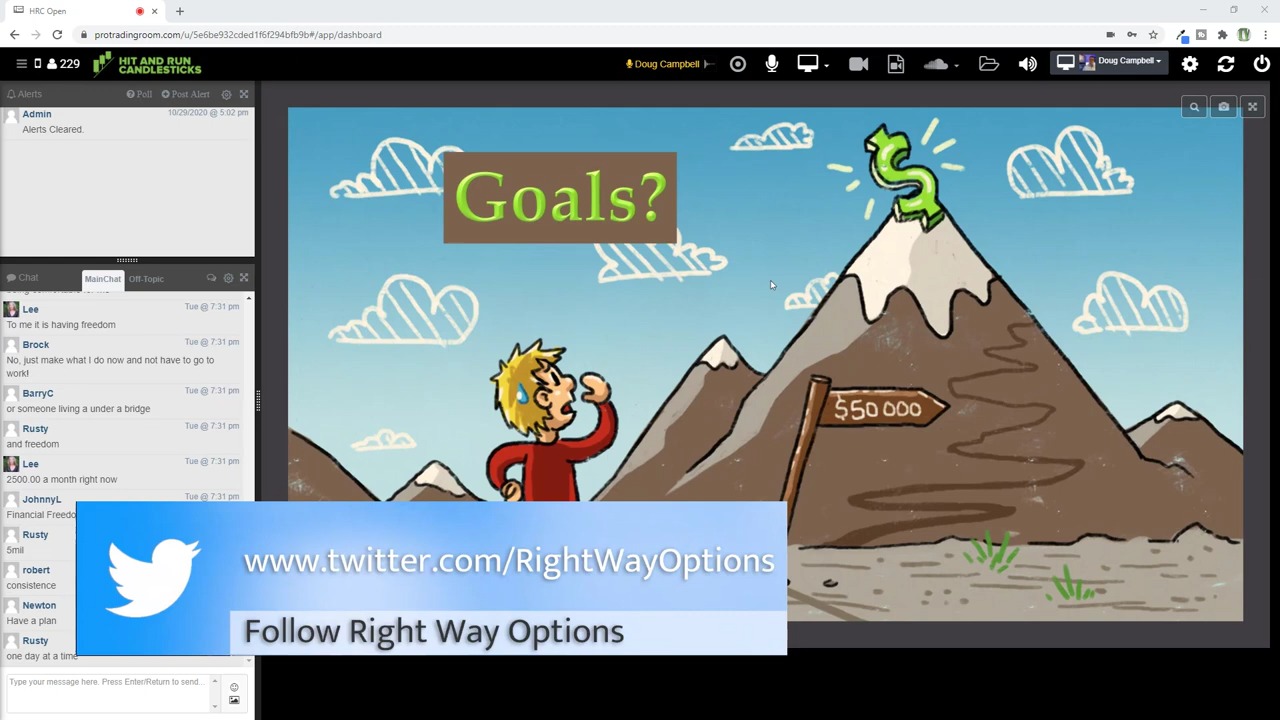 HRC Open
protradingroom.com/u/5e6be932cded1f6f294bfb9b#/app/dashboard
229
HIT AND RUN
CANDLESTICKS
Doug Campbell
Doug Campbell
Alerts
Poll
Post Alert
Admin
10/29/2020 @ 5:02 pm
Alerts Cleared.
Chat
MainChat
Off-Topic
Lee
Tue @ 7:31 pm
To me it is having freedom
Brock
Tue @ 7:31 pm
No, just make what I do now and not have to go to
work!
BarryC
Tue @ 7:31 pm
or someone living a under a bridge
Rusty
Tue @ 7:31 pm
and freedom
Lee
Tue @ 7:31 pm
2500.00 a month right now
JohnnyL
Tue @ 7:31 pm
Financial Freedo
Rusty
5mil
robert
consistence
Newton
Have a plan
Rusty
one day at a time
Type your message here. Press Enter/Return to send...
Goals?
$
$50 000
www.twitter.com/RightWayOptions
Follow Right Way Options